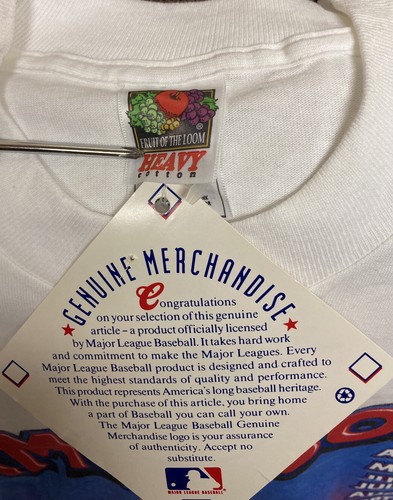 FRUIT OF THE LOOM
HEAVY
cotton
GENUINE MERCHANDISE
Congratulations
on your selection of this genuine
article – a product officially licensed
by Major League Baseball. It takes hard work
and commitment to make the Major Leagues. Every
Major League Baseball product is designed and crafted to
meet the highest standards of quality and performance.
This product represents America's long baseball heritage.
With the purchase of this article, you bring home
a part of Baseball you can call your own.
The Major League Baseball Genuine
Merchandise logo is your assurance
of authenticity. Accept no
substitute.
MAJOR LEAGUE BASEBALL